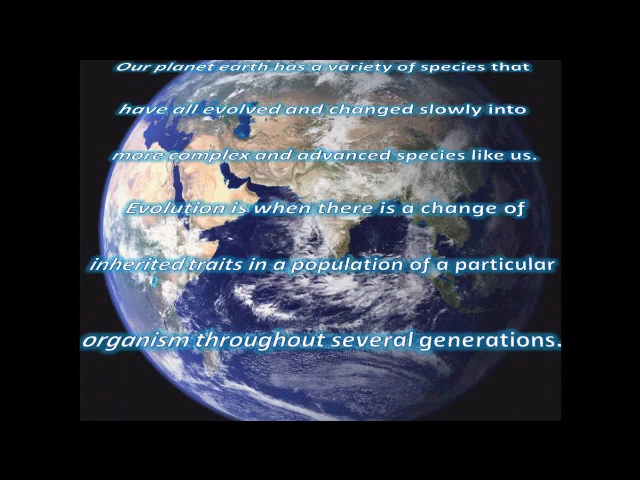 Our planet earth has a variety of species that
have all evolved and changed slowly into
more complex and advanced species like us.
Evolution is when there is a change of
inherited traits in a population of a particular
organism throughout several generations.